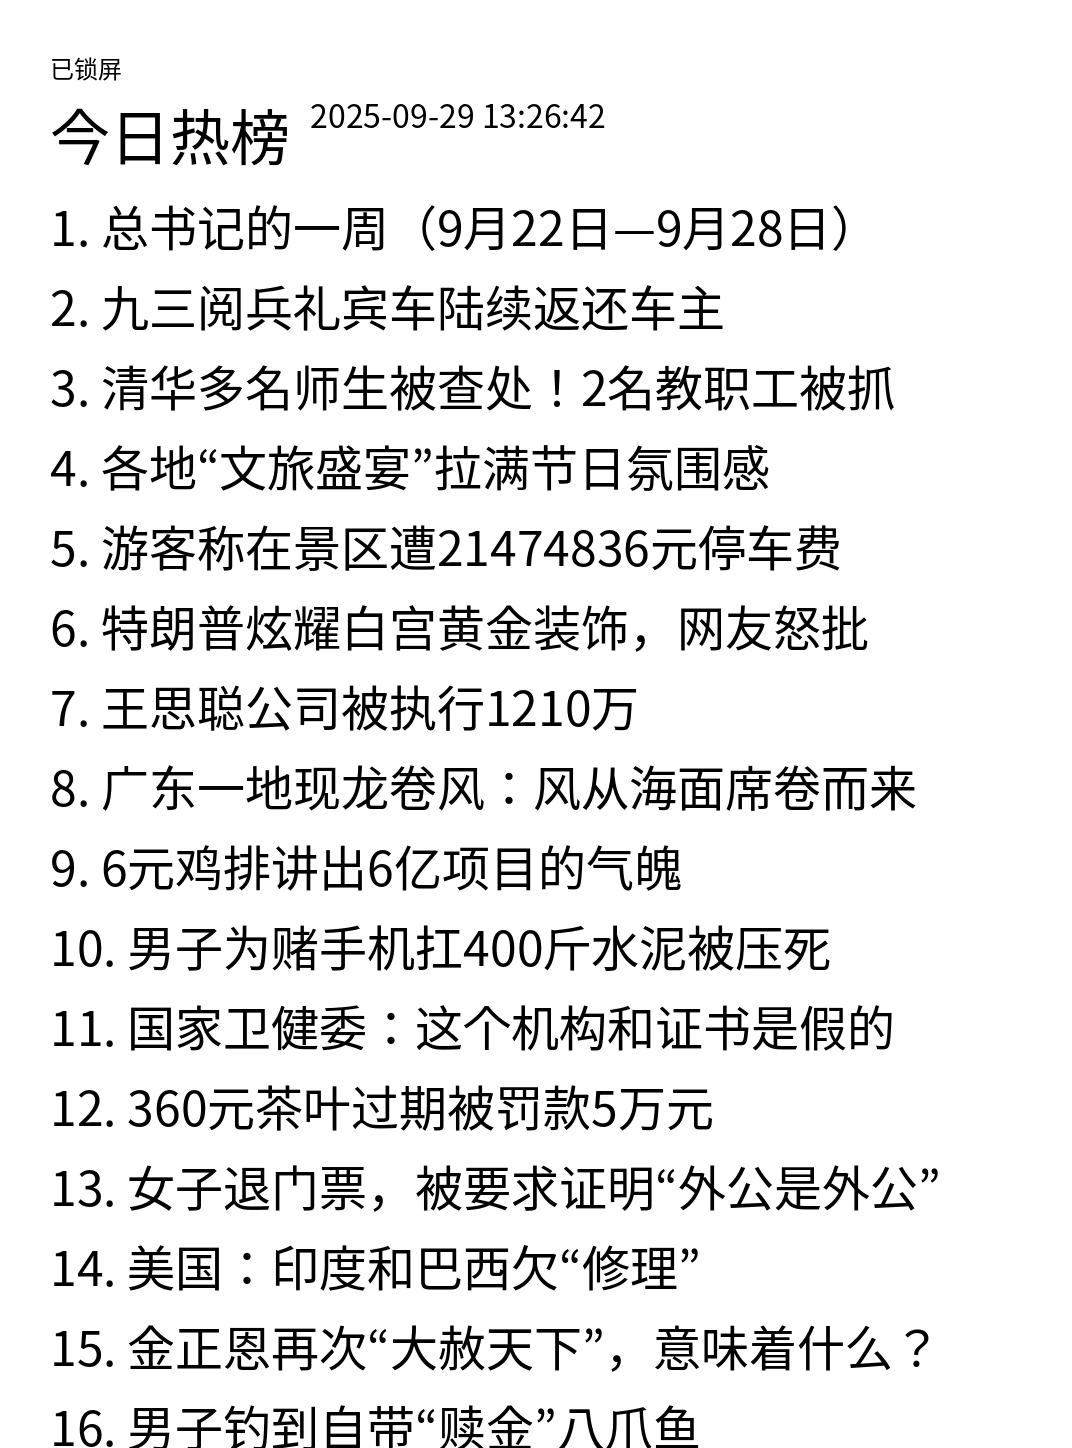 已锁屏
今日热榜 2025-09-29 13:26:42
1. 总书记的一周（9月22日—9月28日）
2. 九三阅兵礼宾车陆续返还车主
3. 清华多名师生被查处！2名教职工被抓
4. 各地“文旅盛宴”拉满节日氛围感
5. 游客称在景区遭21474836元停车费
6. 特朗普炫耀白宫黄金装饰，网友怒批
7. 王思聪公司被执行1210万
8. 广东一地现龙卷风：风从海面席卷而来
9. 6元鸡排讲出6亿项目的气魄
10. 男子为赌手机扛400斤水泥被压死
11. 国家卫健委：这个机构和证书是假的
12. 360元茶叶过期被罚款5万元
13. 女子退门票，被要求证明“外公是外公”
14. 美国：印度和巴西欠“修理”
15. 金正恩再次“大赦天下”，意味着什么？
16. 男子钓到自带“赎金”八爪鱼